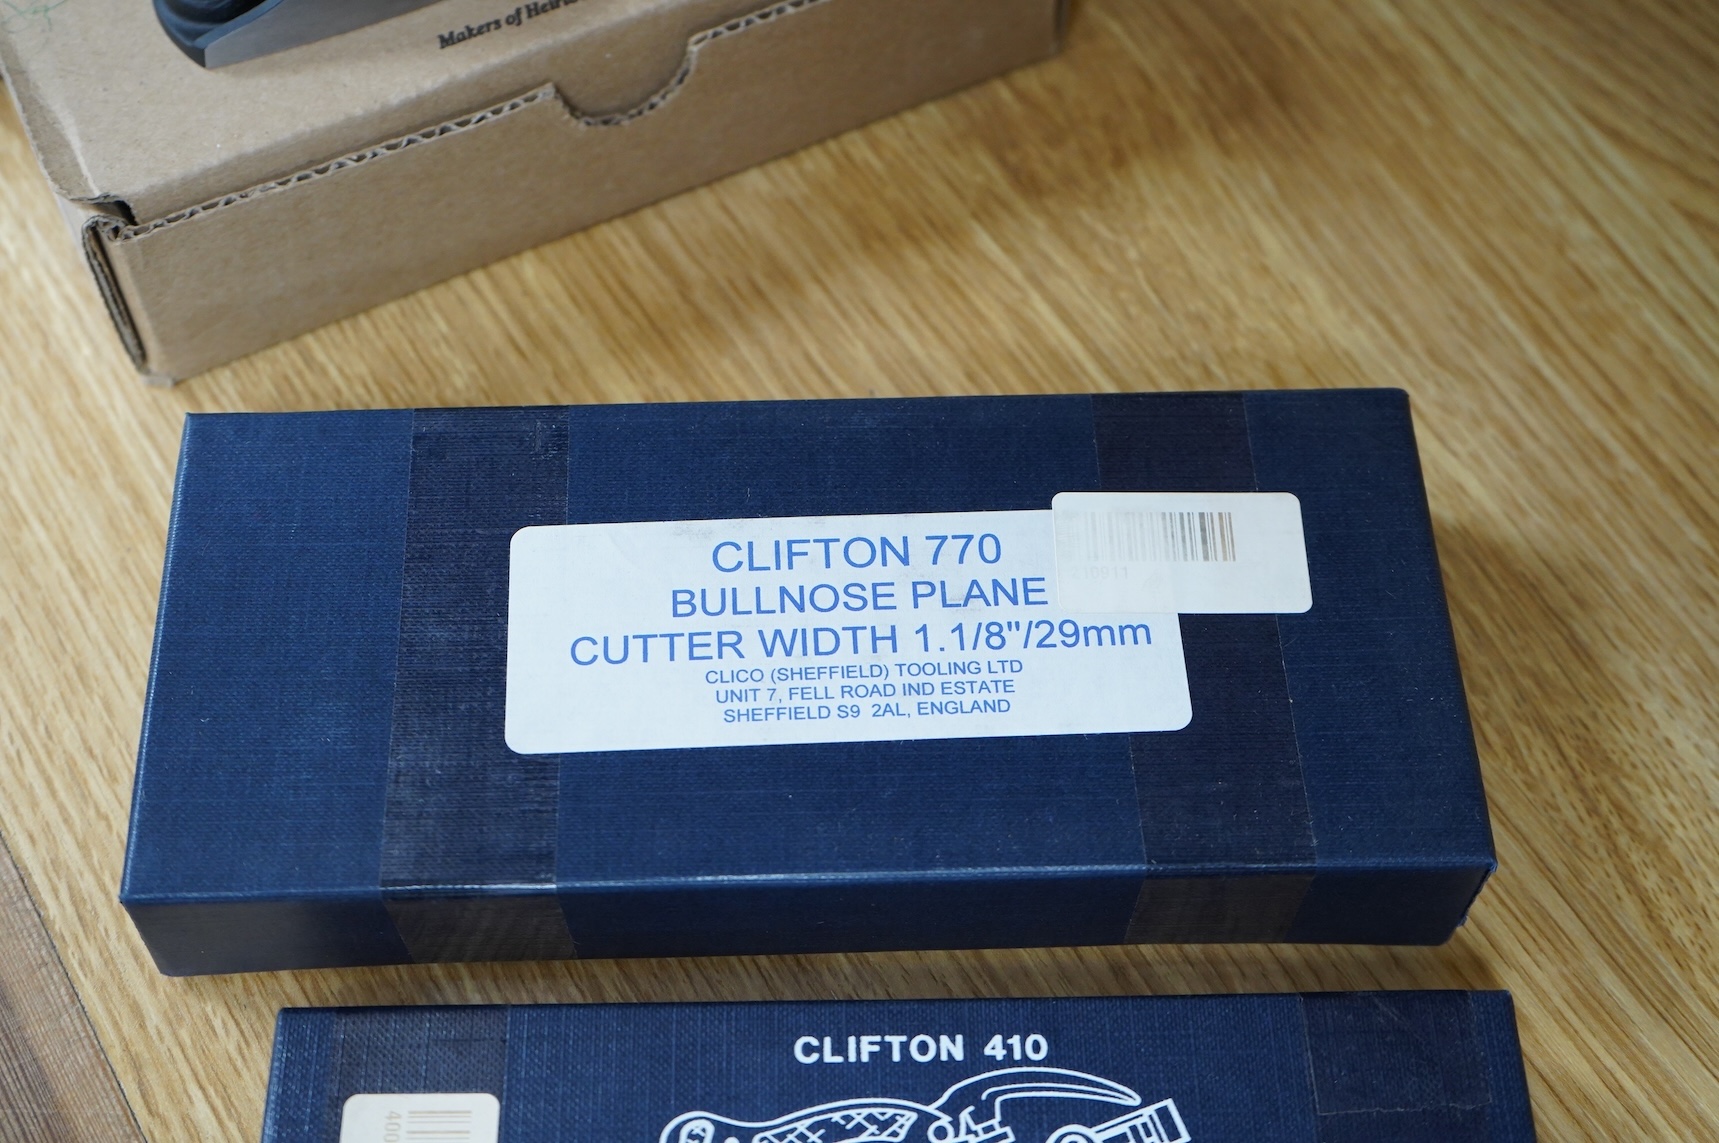 Makers of
CLIFTON 770
BULLNOSE PLANE
CUTTER WIDTH 1.1/8"/29mm
CLICO (SHEFFIELD) TOOLING LTD
UNIT 7, FELL ROAD IND ESTATE
SHEFFIELD S9 2AL, ENGLAND
CLIFTON 410